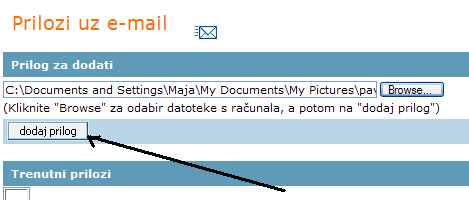 Prilozi uz e-mail
Prilog za dodati
C:\Documents and Settings\Maja\My Documents\My Pictures\pav Browse...
(Kliknite "Browse" za odabir datoteke s računala, a potom na "dodaj prilog")
dodaj prilog
Trenutni prilozi